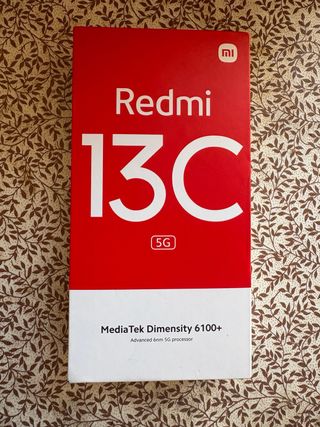 mi
Redmi
13C
5G
MediaTek Dimensity 6100+
Advanced 6nm 5G processor